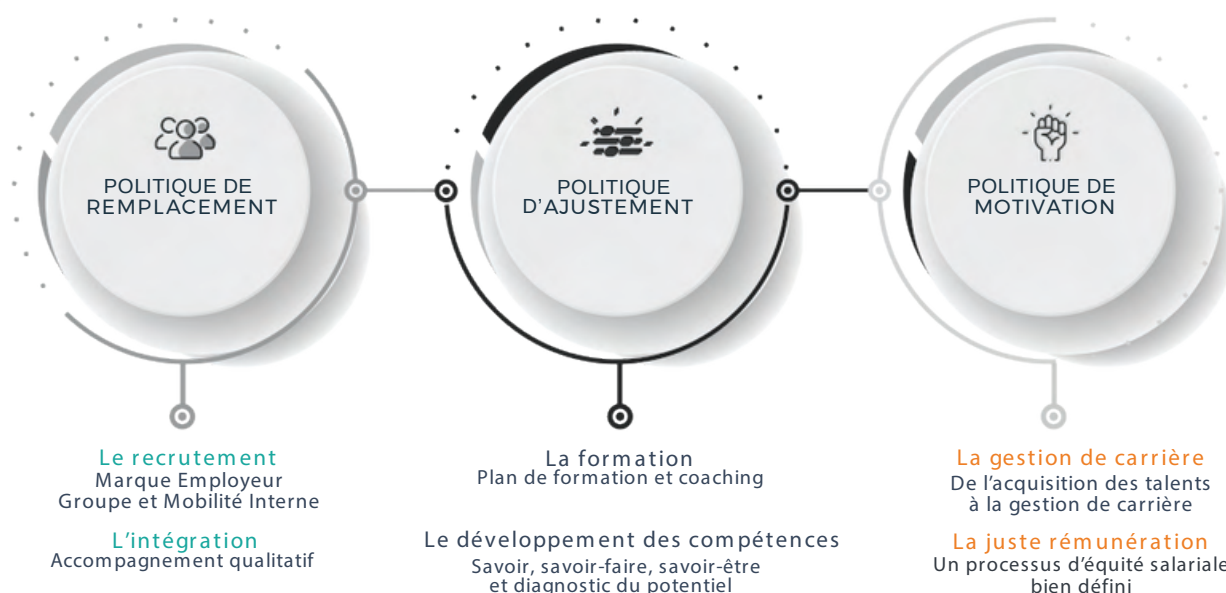 POLITIQUE DE
REMPLACEMENT
POLITIQUE
D’AJUSTEMENT
POLITIQUE DE
MOTIVATION
Le recrutement
Marque Employeur
Groupe et Mobilité Interne
L’intégration
Accompagnement qualitatif
La formation
Plan de formation et coaching
Le développement des compétences
Savoir, savoir-faire, savoir-être
et diagnostic du potentiel
La gestion de carrière
De l’acquisition des talents
à la gestion de carrière
La juste rémunération
Un processus d’équité salariale
bien défini